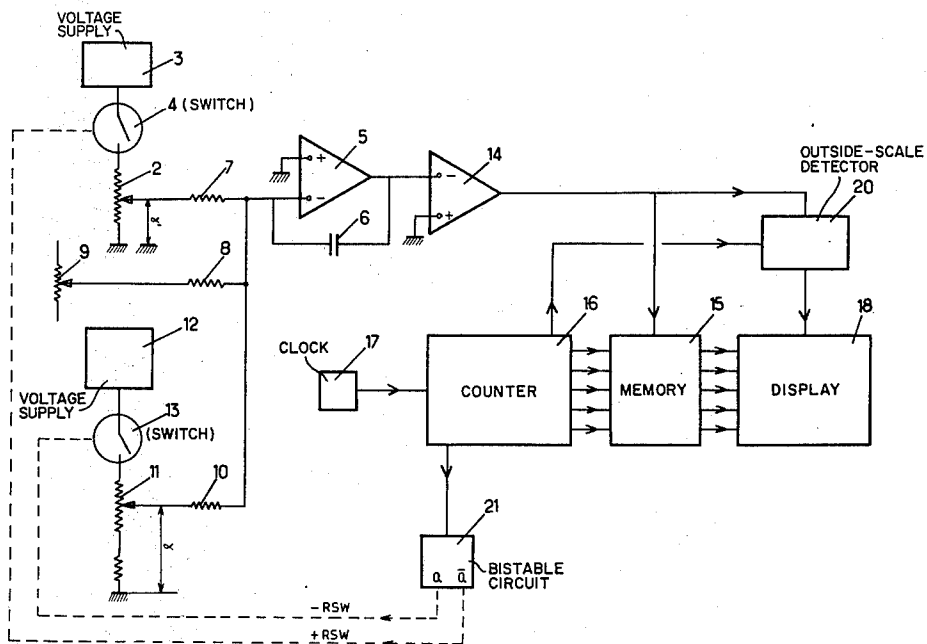 VOLTAGE
SUPPLY
3
4 (SWITCH)
2
7
ℓ
5
6
14
OUTSIDE-SCALE
DETECTOR
20
9
8
12
VOLTAGE
SUPPLY
13
(SWITCH)
11
10
ℓ
CLOCK
17
16
COUNTER
15
MEMORY
18
DISPLAY
21
a a̅
BISTABLE
CIRCUIT
-RSW
+RSW